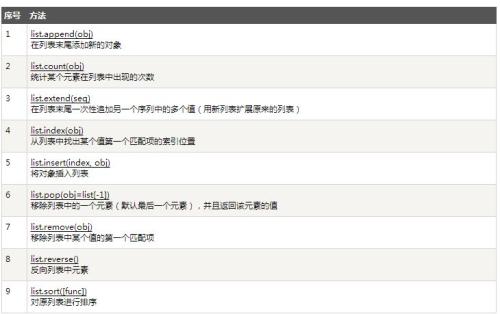 序号 方法
1 list.append(obj)
在列表末尾添加新的对象
2 list.count(obj)
统计某个元素在列表中出现的次数
3 list.extend(seq)
在列表末尾一次性追加另一个序列中的多个值（用新列表扩展原来的列表）
4 list.index(obj)
从列表中找出某个值第一个匹配项的索引位置
5 list.insert(index, obj)
将对象插入列表
6 list.pop(obj=list[-1])
移除列表中的一个元素（默认最后一个元素），并且返回该元素的值
7 list.remove(obj)
移除列表中某个值的第一个匹配项
8 list.reverse()
反向列表中元素
9 list.sort([func])
对原列表进行排序